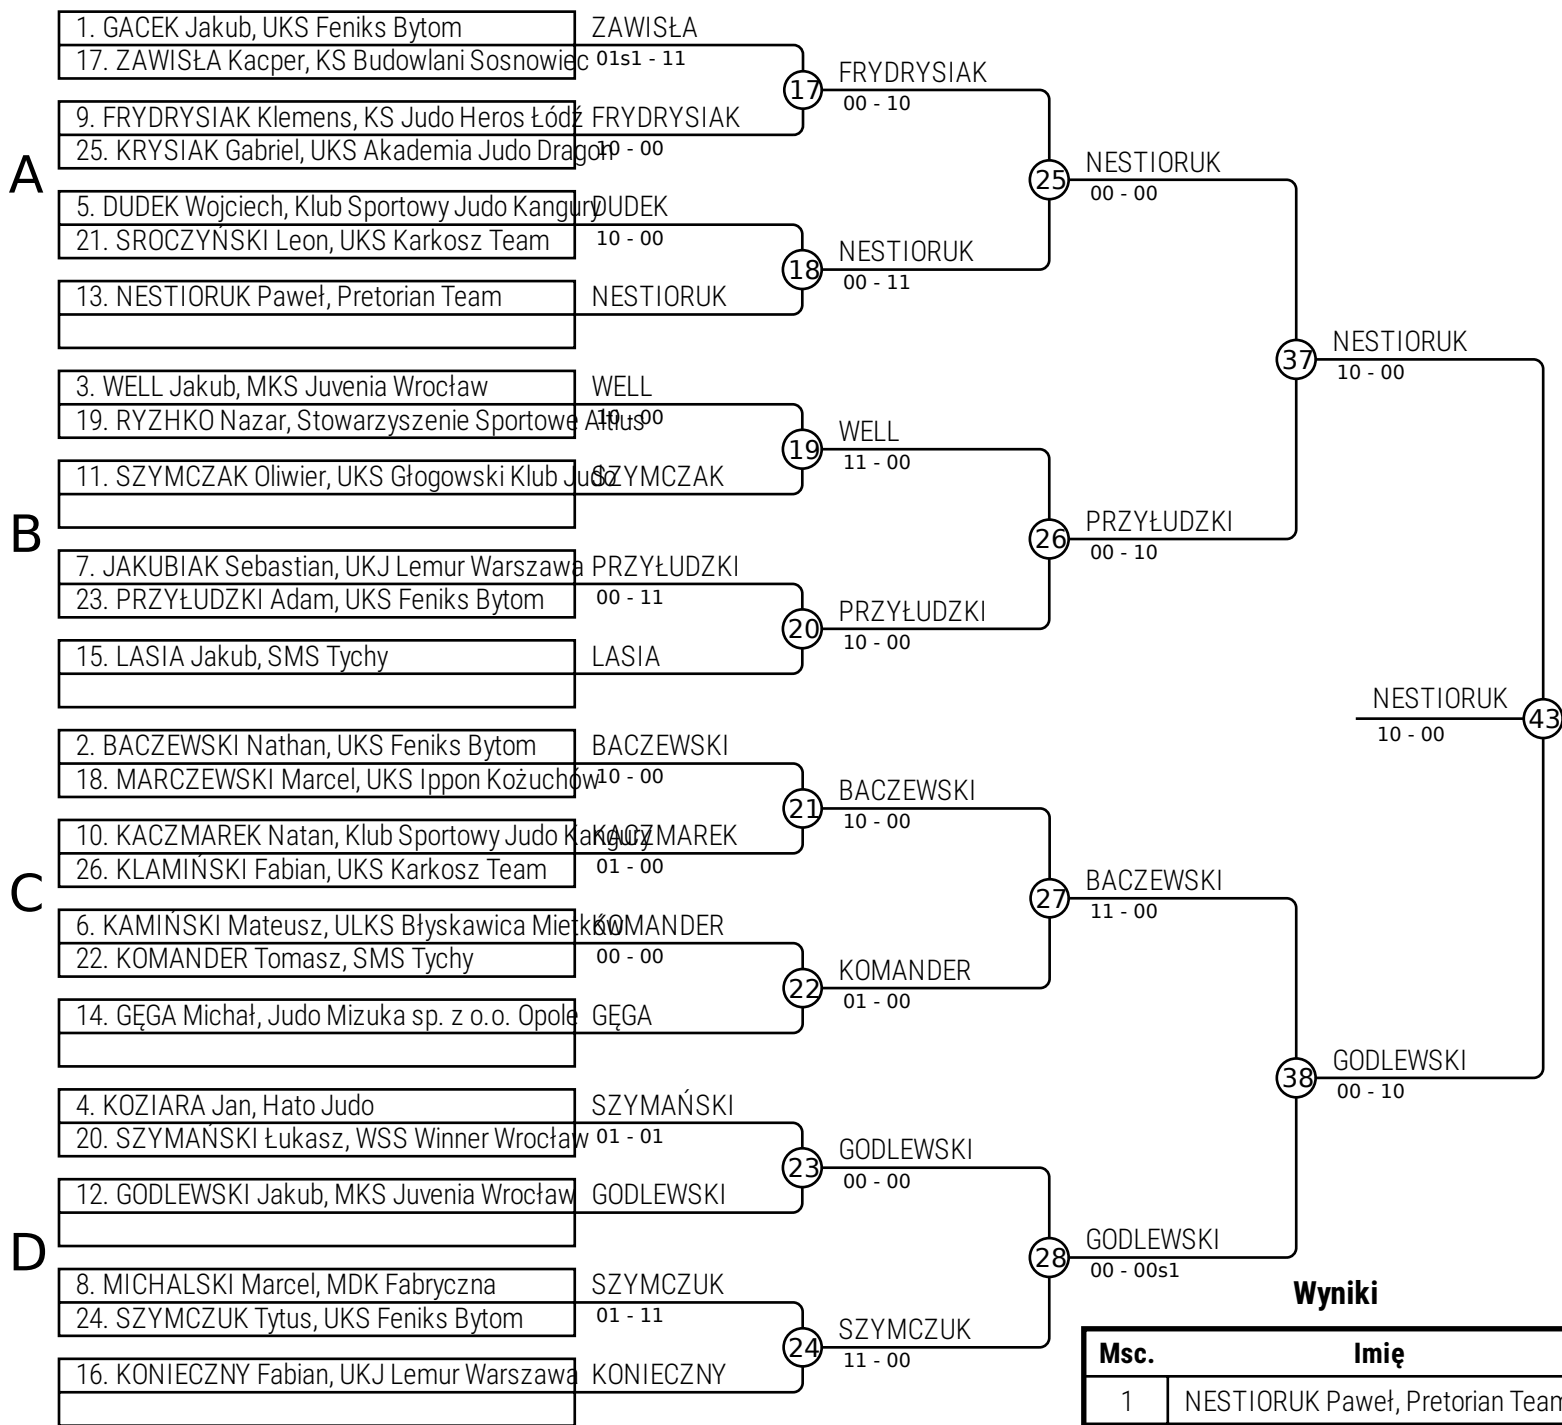 A
1. GACEK Jakub, UKS Feniks Bytom
17. ZAWISŁA Kacper, KS Budowlani Sosnowiec
9. FRYDRYSIAK Klemens, KS Judo Heros Łódź
25. KRYSIAK Gabriel, UKS Akademia Judo Dragon
5. DUDEK Wojciech, Klub Sportowy Judo Kangury
21. SROCZYŃSKI Leon, UKS Karkosz Team
13. NESTIORUK Paweł, Pretorian Team
B
3. WELL Jakub, MKS Juvenia Wrocław
19. RYZHKO Nazar, Stowarzyszenie Sportowe Altius
11. SZYMCZAK Oliwier, UKS Głogowski Klub Judo
7. JAKUBIAK Sebastian, UKJ Lemur Warszawa
23. PRZYŁUDZKI Adam, UKS Feniks Bytom
15. LASIA Jakub, SMS Tychy
C
2. BACZEWSKI Nathan, UKS Feniks Bytom
18. MARCZEWSKI Marcel, UKS Ippon Kożuchów
10. KACZMAREK Natan, Klub Sportowy Judo Kangury
26. KLAMIŃSKI Fabian, UKS Karkosz Team
6. KAMIŃSKI Mateusz, ULKS Błyskawica Mietków
22. KOMANDER Tomasz, SMS Tychy
14. GĘGA Michał, Judo Mizuka sp. z o.o. Opole
D
4. KOZIARA Jan, Hato Judo
20. SZYMAŃSKI Łukasz, WSS Winner Wrocław
12. GODLEWSKI Jakub, MKS Juvenia Wrocław
8. MICHALSKI Marcel, MDK Fabryczna
24. SZYMCZUK Tytus, UKS Feniks Bytom
16. KONIECZNY Fabian, UKJ Lemur Warszawa
ZAWISŁA
01s1 - 11
FRYDRYSIAK
10 - 00
DUDEK
10 - 00
NESTIORUK
WELL
10 - 00
SZYMCZAK
PRZYŁUDZKI
00 - 11
LASIA
BACZEWSKI
10 - 00
KACZMAREK
01 - 00
KOMANDER
00 - 00
GĘGA
SZYMAŃSKI
01 - 01
GODLEWSKI
SZYMCZUK
01 - 11
KONIECZNY
17
FRYDRYSIAK
00 - 10
18
NESTIORUK
00 - 11
19
WELL
11 - 00
20
PRZYŁUDZKI
10 - 00
21
BACZEWSKI
10 - 00
22
KOMANDER
01 - 00
23
GODLEWSKI
00 - 00
24
SZYMCZUK
11 - 00
25
NESTIORUK
00 - 00
26
PRZYŁUDZKI
00 - 10
27
BACZEWSKI
11 - 00
28
GODLEWSKI
00 - 00s1
37
NESTIORUK
10 - 00
38
GODLEWSKI
00 - 10
NESTIORUK
43
10 - 00
Wyniki
Msc. Imię
1 NESTIORUK Paweł, Pretorian Team